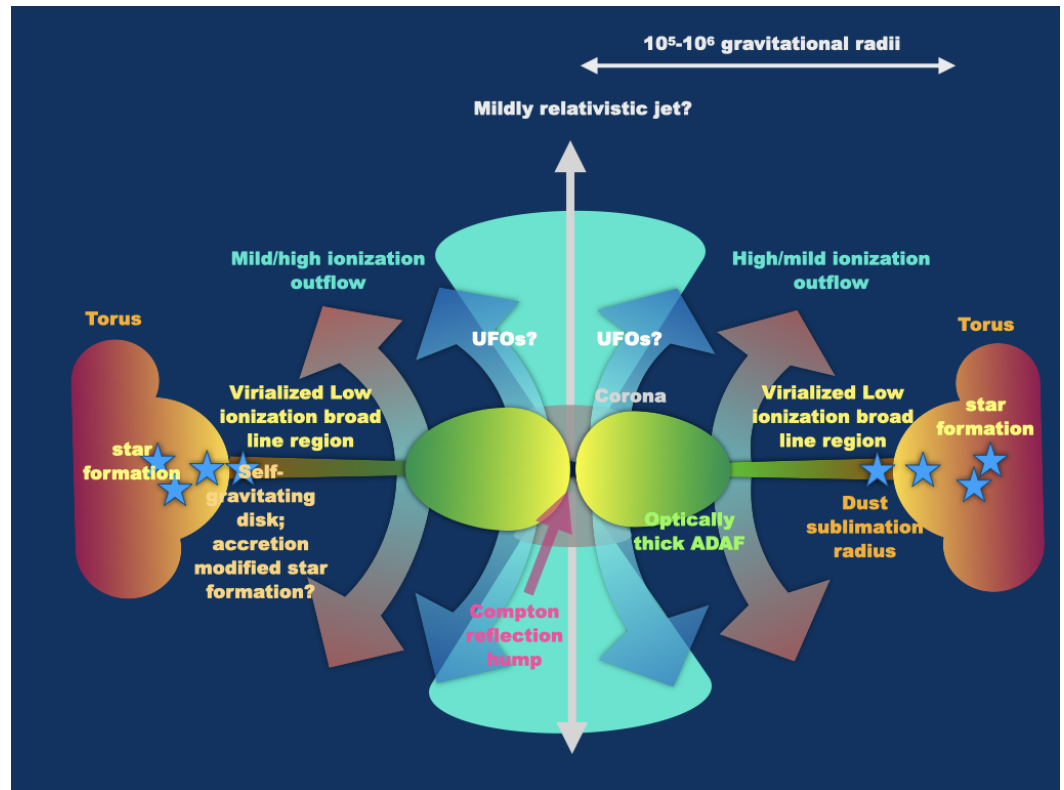 10⁵-10⁶ gravitational radii
Mildly relativistic jet?
Mild/high ionization
outflow
High/mild ionization
outflow
Torus
Torus
UFOs?
UFOs?
Corona
Virialized Low
ionization broad
line region
Virialized Low
ionization broad
line region
star
formation
star
formation
Self-
gravitating
disk;
accretion
modified star
formation?
Optically
thick ADAF
Dust
sublimation
radius
Compton
reflection
hump